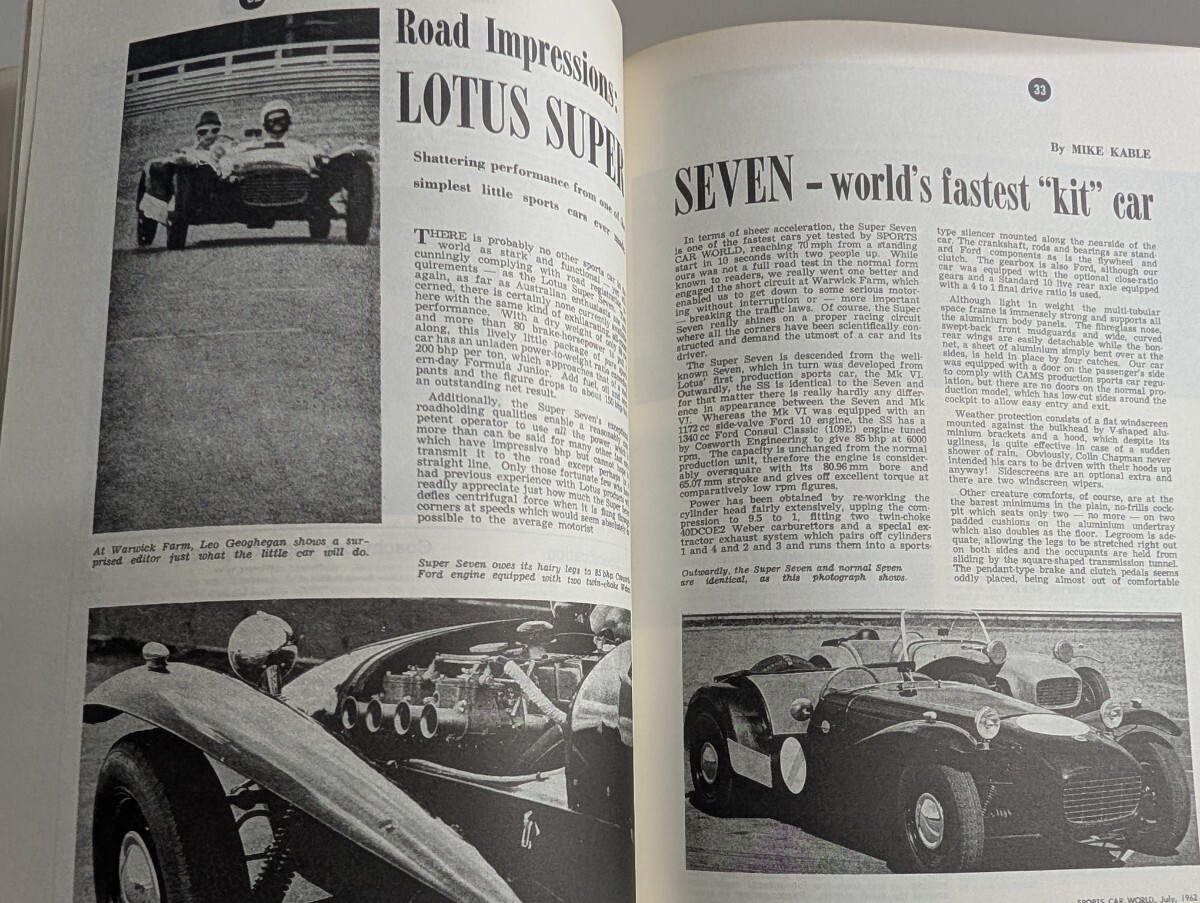 Road Impressions:
LOTUS SUPER
Shattering performance from one of
simplest little sports cars ever
THERE is probably no other sports car
world as stark and functional
cunningly complying with road registr
quirements — as the Lotus Super Seven
again, as far as Australian enthusiasts
cerned, there is certainly nothing
here with the same kind of exhilarating
performance. With a dry weight of only
and more than 80 brake-horsepower to
along, this lively little package of
car has an unladen power-to-weight ratio
200 bhp per ton, which approaches that of
ern-day Formula Junior. Add fuel, oil
pants and the figure drops to about 150 bhp
an outstanding net result.
Additionally, the Super Seven's exceptional
roadholding qualities enable a reasonably
petent operator to use all the power,
more than can be said for many other
which have impressive bhp but cannot
transmit it to the road except perhaps in a
straight line. Only those fortunate few who
had previous experience with Lotus products
readily appreciate just how much the Super Seven
defies centrifugal force when it is flung through
corners at speeds which would seem absolutely
possible to the average motorist
At Warwick Farm, Leo Geoghegan shows a sur-
prised editor just what the little car will do.
Super Seven owes its hairy legs to 85 bhp Cosworth
Ford engine equipped with two twin-choke Webers
33
By MIKE KABLE
SEVEN – world's fastest "kit" car
In terms of sheer acceleration, the Super Seven
is one of the fastest cars yet tested by SPORTS
CAR WORLD, reaching 70 mph from a standing
start in 10 seconds with two people up. While
ours was not a full road test in the normal form
known to readers, we really went one better and
engaged the short circuit at Warwick Farm, which
enabled us to get down to some serious motor-
ing without interruption or — more important
— breaking the traffic laws. Of course, the Super
Seven really shines on a proper racing circuit
where all the corners have been scientifically con-
structed and demand the utmost of a car and its
driver.
The Super Seven is descended from the well-
known Seven, which in turn was developed from
Lotus' first production sports car, the Mk VI.
Outwardly, the SS is identical to the Seven and
for that matter there is really hardly any differ-
ence in appearance between the Seven and Mk
VI. Whereas the Mk VI was equipped with an
1172 cc side-valve Ford 10 engine, the SS has a
1340 cc Ford Consul Classic (109E) engine tuned
by Cosworth Engineering to give 85 bhp at 6000
rpm. The capacity is unchanged from the normal
production unit, therefore the engine is consider-
ably oversquare with its 80.96 mm bore and
65.07 mm stroke and gives off excellent torque at
comparatively low rpm figures.
Power has been obtained by re-working the
cylinder head fairly extensively, upping the com-
pression to 9.5 to 1, fitting two twin-choke
40DCOE2 Weber carburettors and a special ex-
tractor exhaust system which pairs off cylinders
1 and 4 and 2 and 3 and runs them into a sports-
Outwardly, the Super Seven and normal Seven
are identical, as this photograph shows.
type silencer mounted along the nearside of the
car. The crankshaft, rods and bearings are stand-
ard Ford components as is the flywheel and
clutch. The gearbox is also Ford, although our
car was equipped with the optional close-ratio
gears and a Standard 10 live rear axle equipped
with a 4 to 1 final drive ratio is used.
Although light in weight the multi-tubular
space frame is immensely strong and supports all
the aluminium body panels. The fibreglass nose,
swept-back front mudguards and wide, curved
rear wings are easily detachable while the bon-
net, a sheet of aluminium simply bent over at the
sides, is held in place by four catches. Our car
was equipped with a door on the passenger's side
to comply with CAMS production sports car regu-
lation, but there are no doors on the normal pro-
duction model, which has low-cut sides around the
cockpit to allow easy entry and exit.
Weather protection consists of a flat windscreen
mounted against the bulkhead by V-shaped alu-
minium brackets and a hood, which despite its
ugliness, is quite effective in case of a sudden
shower of rain. Obviously, Colin Chapman never
intended his cars to be driven with their hoods up
anyway! Sidescreens are an optional extra and
there are two windscreen wipers.
Other creature comforts, of course, are at the
the barest minimums in the plain, no-frills cock-
pit which seats only two — no more — on two
padded cushions on the aluminium undertray
which also doubles as the floor. Legroom is ade-
quate, allowing the legs to be stretched right out
on both sides and the occupants are held from
sliding by the square-shaped transmission tunnel.
The pendant-type brake and clutch pedals seems
oddly placed, being almost out of comfortable
SPORTS CAR WORLD, July, 1962